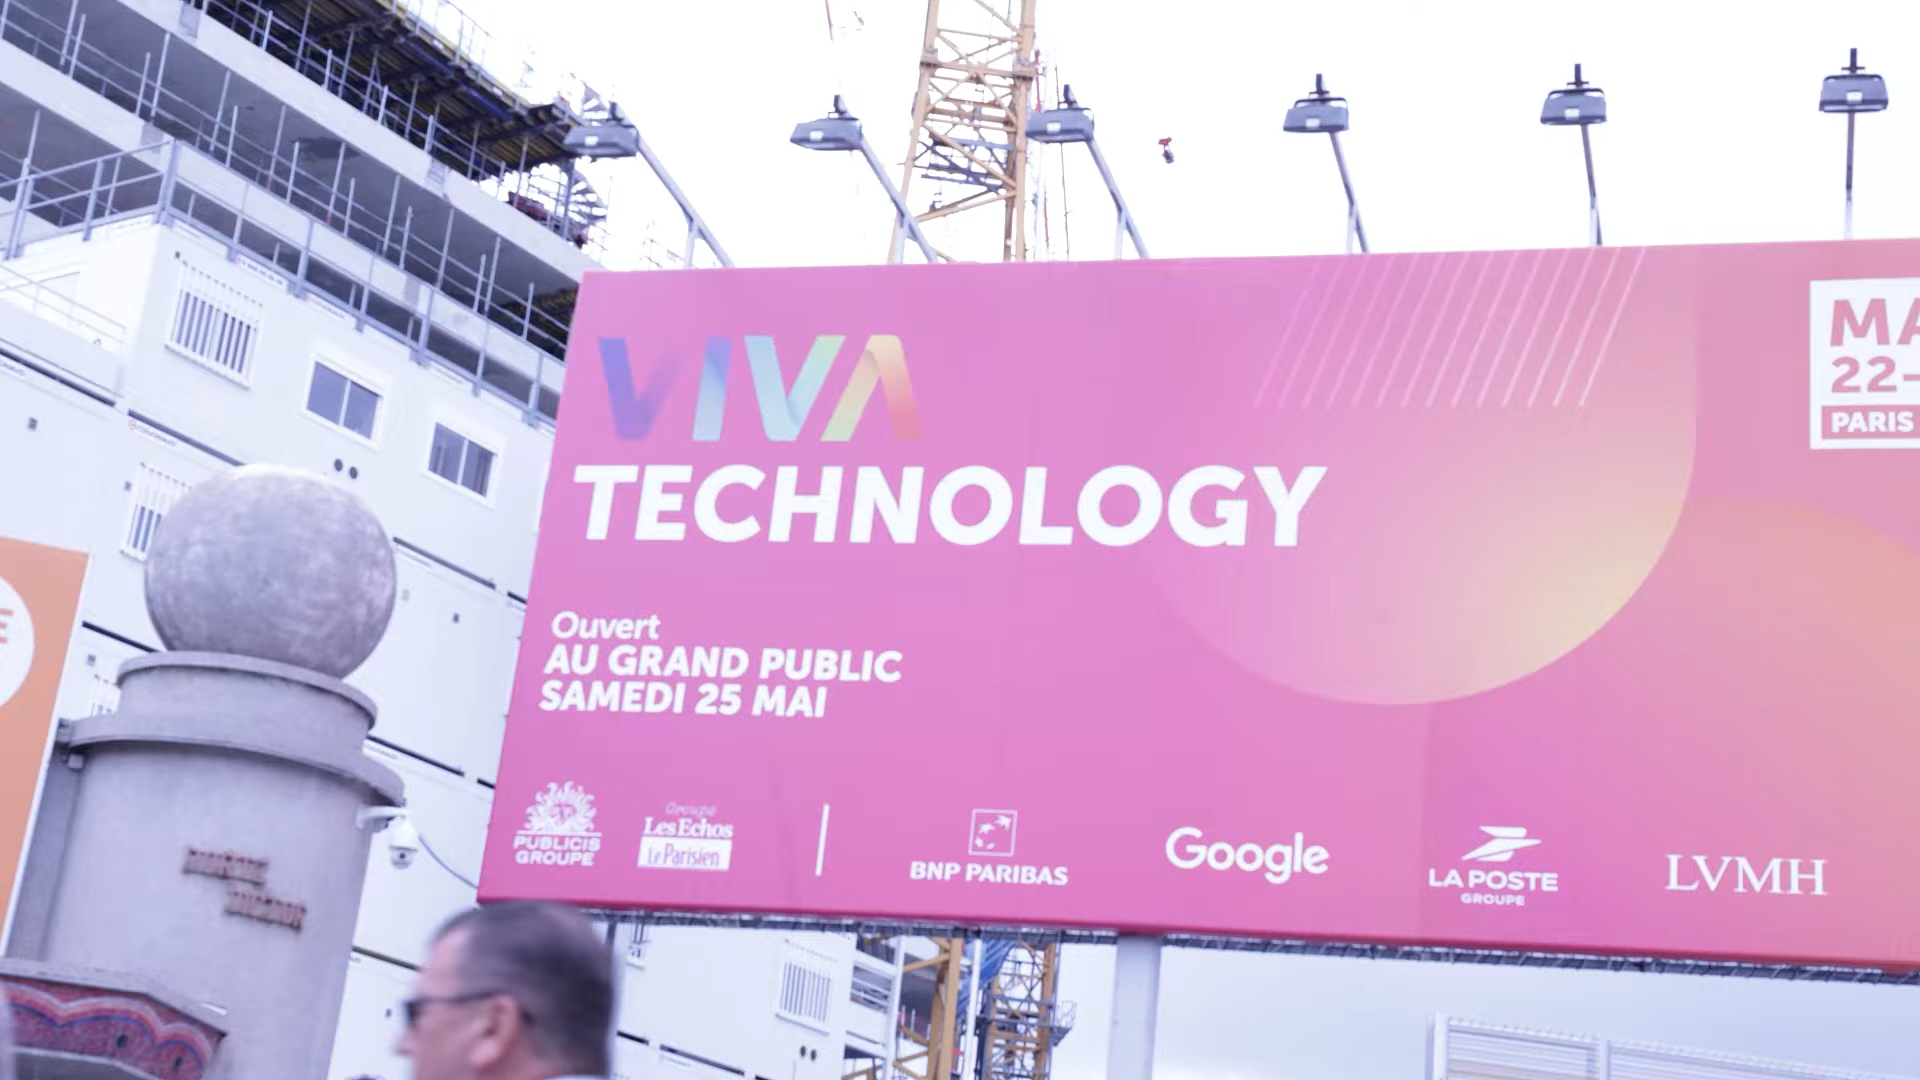 VIVA
TECHNOLOGY
MA
22-
PARIS
Ouvert
AU GRAND PUBLIC
SAMEDI 25 MAI
PUBLICIS
GROUPE
Groupe
Les Echos
Le Parisien
BNP PARIBAS
Google
LA POSTE
GROUPE
LVMH
E